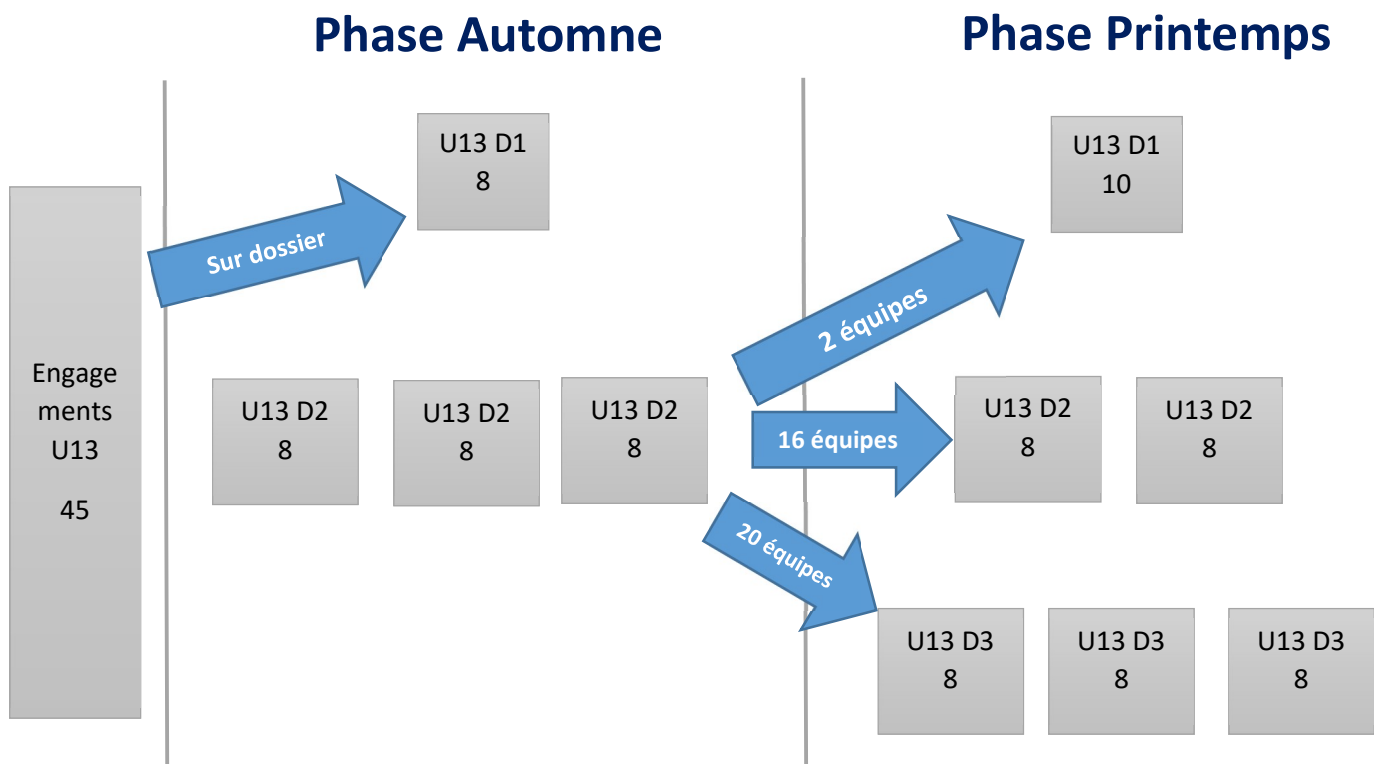 Phase Automne
Phase Printemps
Engage
ments
U13
45
Sur dossier
U13 D1
8
U13 D2
8
U13 D2
8
U13 D2
8
2 équipes
16 équipes
20 équipes
U13 D1
10
U13 D2
8
U13 D2
8
U13 D3
8
U13 D3
8
U13 D3
8